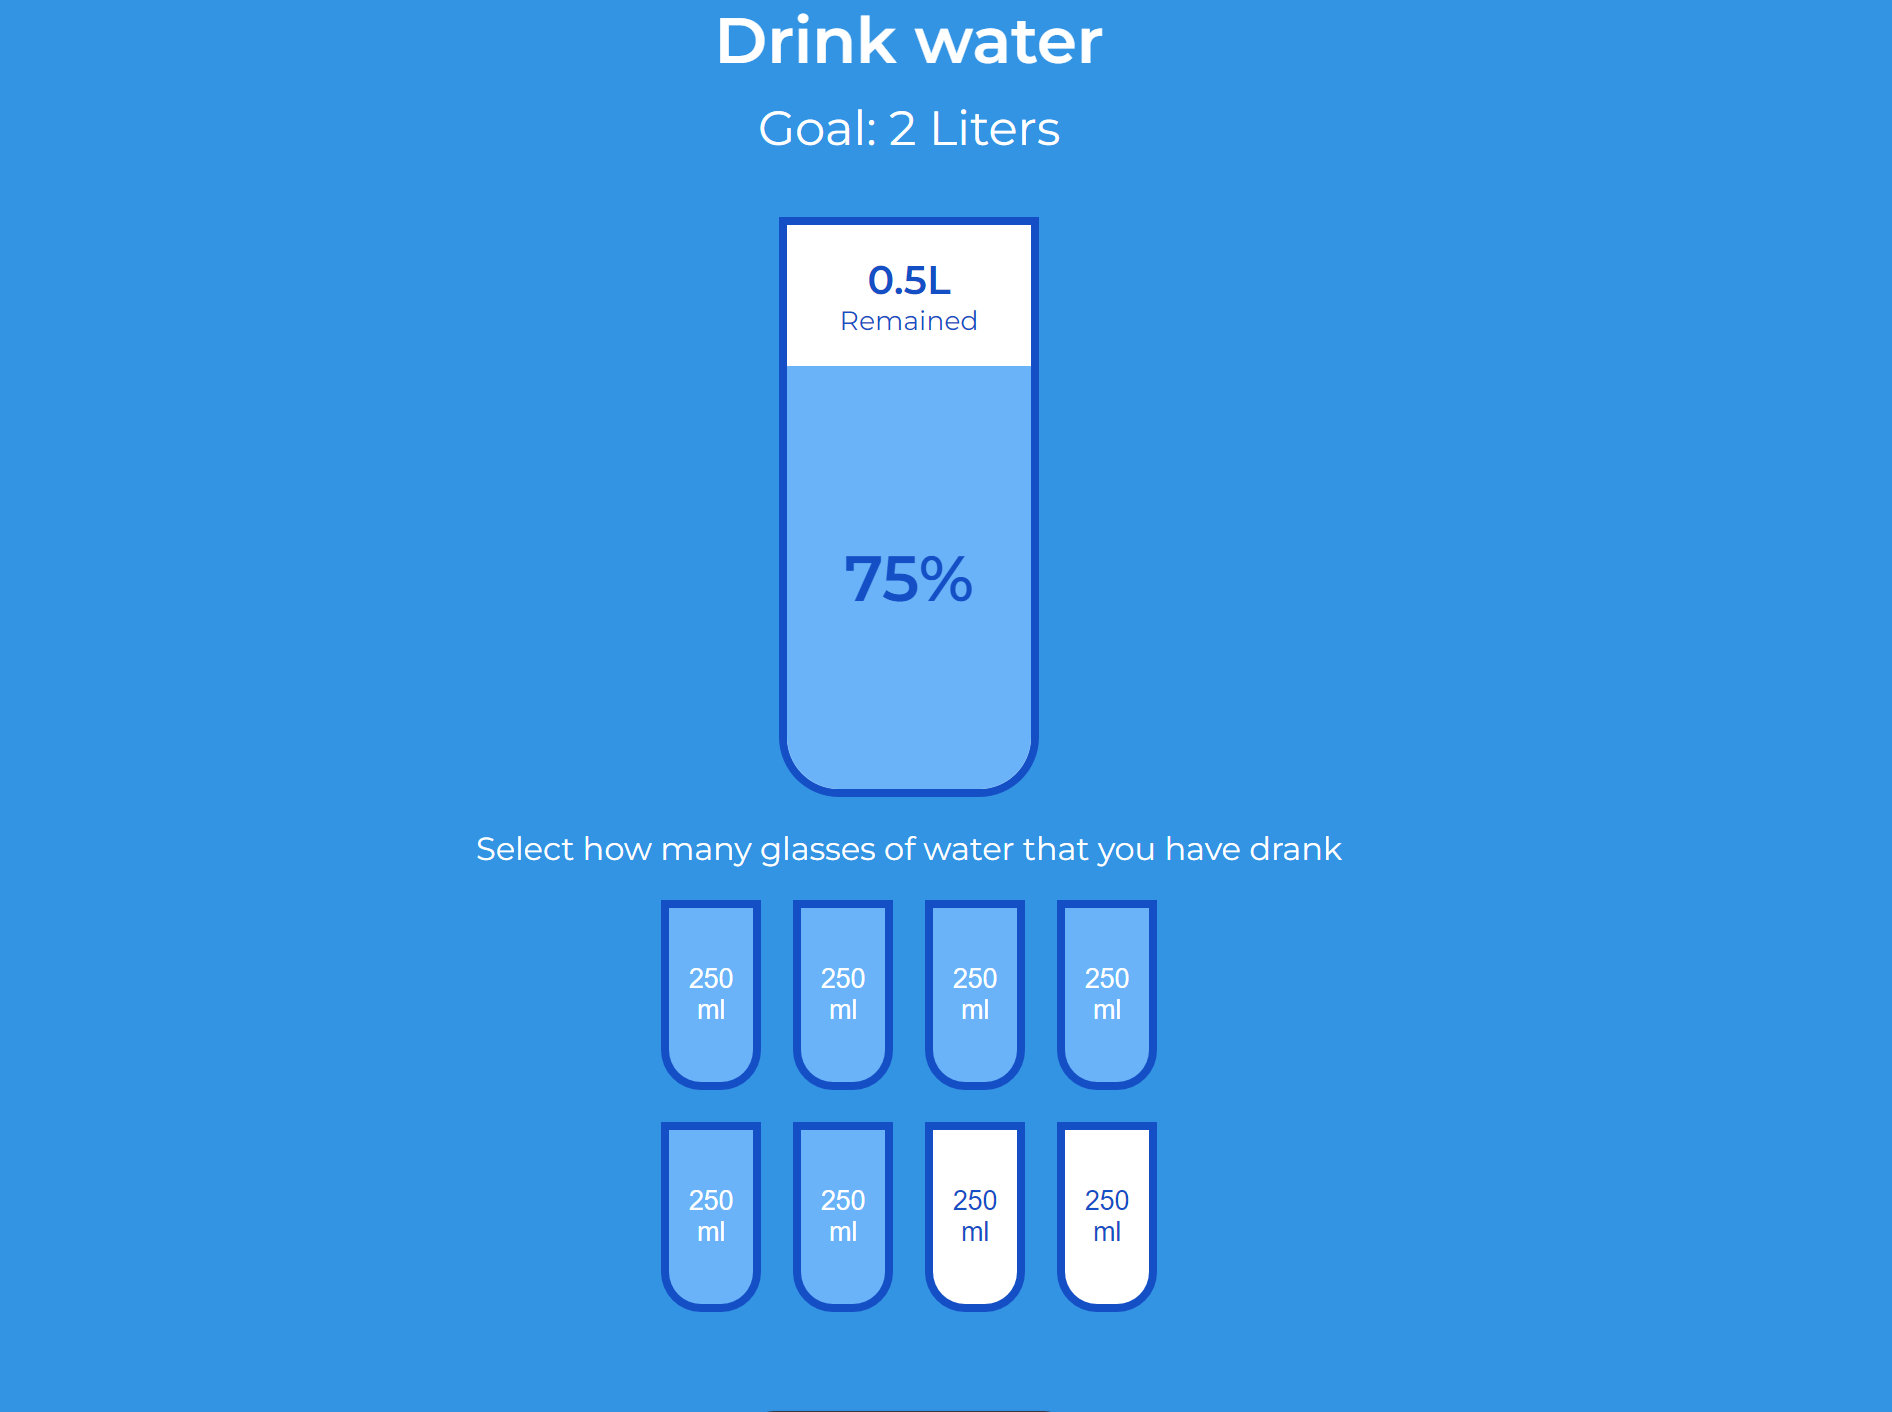 Drink water
Goal: 2 Liters
0.5L
Remained
75%
Select how many glasses of water that you have drank
250 250 250 250
ml ml ml ml
250 250 250 250
ml ml ml ml